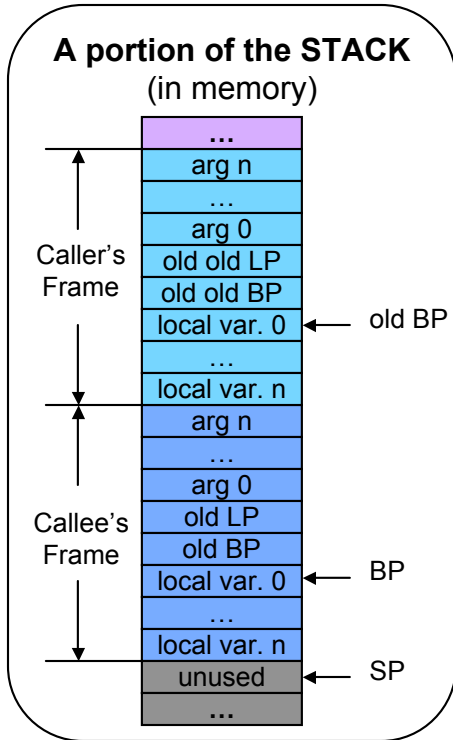 A portion of the STACK
(in memory)
...
arg n
...
arg 0
old old LP
old old BP
local var. 0
...
local var. n
arg n
...
arg 0
old LP
old BP
local var. 0
...
local var. n
unused
...
Caller's
Frame
Callee's
Frame
old BP
BP
SP